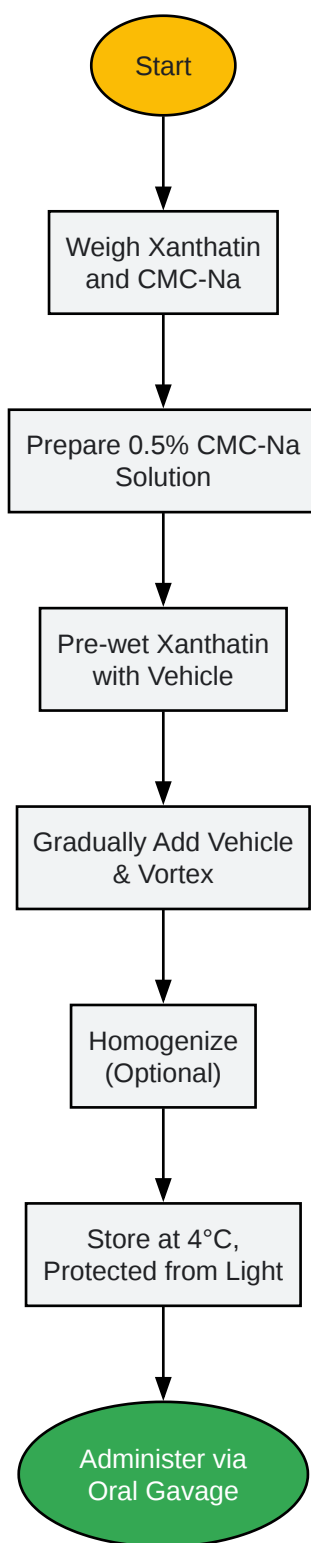 Start
Weigh Xanthatin
and CMC-Na
Prepare 0.5% CMC-Na
Solution
Pre-wet Xanthatin
with Vehicle
Gradually Add Vehicle
& Vortex
Homogenize
(Optional)
Store at 4°C,
Protected from Light
Administer via
Oral Gavage